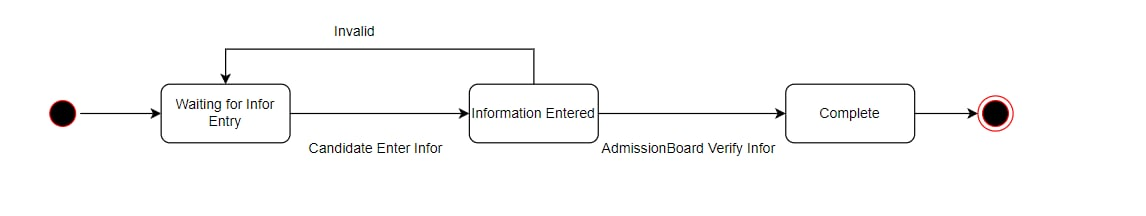 Invalid
Waiting for Infor
Entry
Information Entered
Complete
Candidate Enter Infor
AdmissionBoard Verify Infor